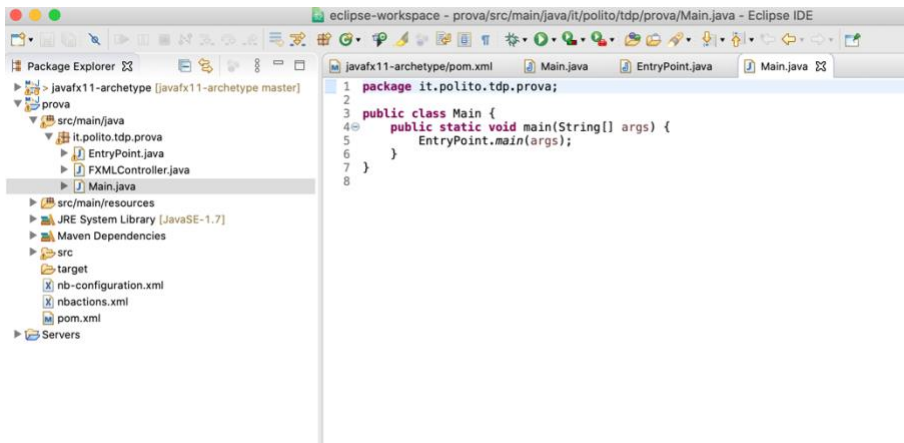 eclipse-workspace - prova/src/main/java/it/polito/tdp/prova/Main.java - Eclipse IDE
Package Explorer
> javafx11-archetype [javafx11-archetype master]
prova
src/main/java
it.polito.tdp.prova
EntryPoint.java
FXMLController.java
Main.java
src/main/resources
JRE System Library [JavaSE-1.7]
Maven Dependencies
src
target
nb-configuration.xml
nbactions.xml
pom.xml
Servers
javafx11-archetype/pom.xml Main.java EntryPoint.java Main.java
1 package it.polito.tdp.prova;
2
3 public class Main {
4 public static void main(String[] args) {
5 EntryPoint.main(args);
6 }
7 }
8